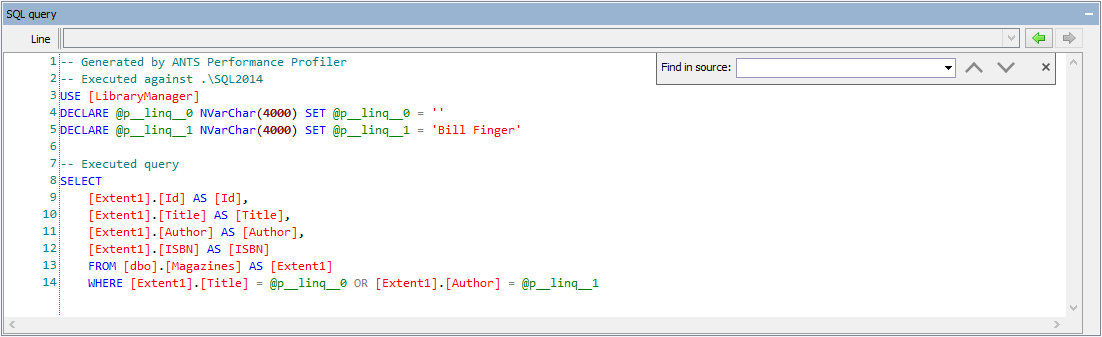 SQL query
Line
Find in source:
1 -- Generated by ANTS Performance Profiler
2 -- Executed against .\SQL2014
3 USE [LibraryManager]
4 DECLARE @p__linq__0 NVarChar(4000) SET @p__linq__0 = ''
5 DECLARE @p__linq__1 NVarChar(4000) SET @p__linq__1 = 'Bill Finger'
6
7 -- Executed query
8 SELECT
9     [Extent1].[Id] AS [Id],
10     [Extent1].[Title] AS [Title],
11     [Extent1].[Author] AS [Author],
12     [Extent1].[ISBN] AS [ISBN]
13     FROM [dbo].[Magazines] AS [Extent1]
14     WHERE [Extent1].[Title] = @p__linq__0 OR [Extent1].[Author] = @p__linq__1